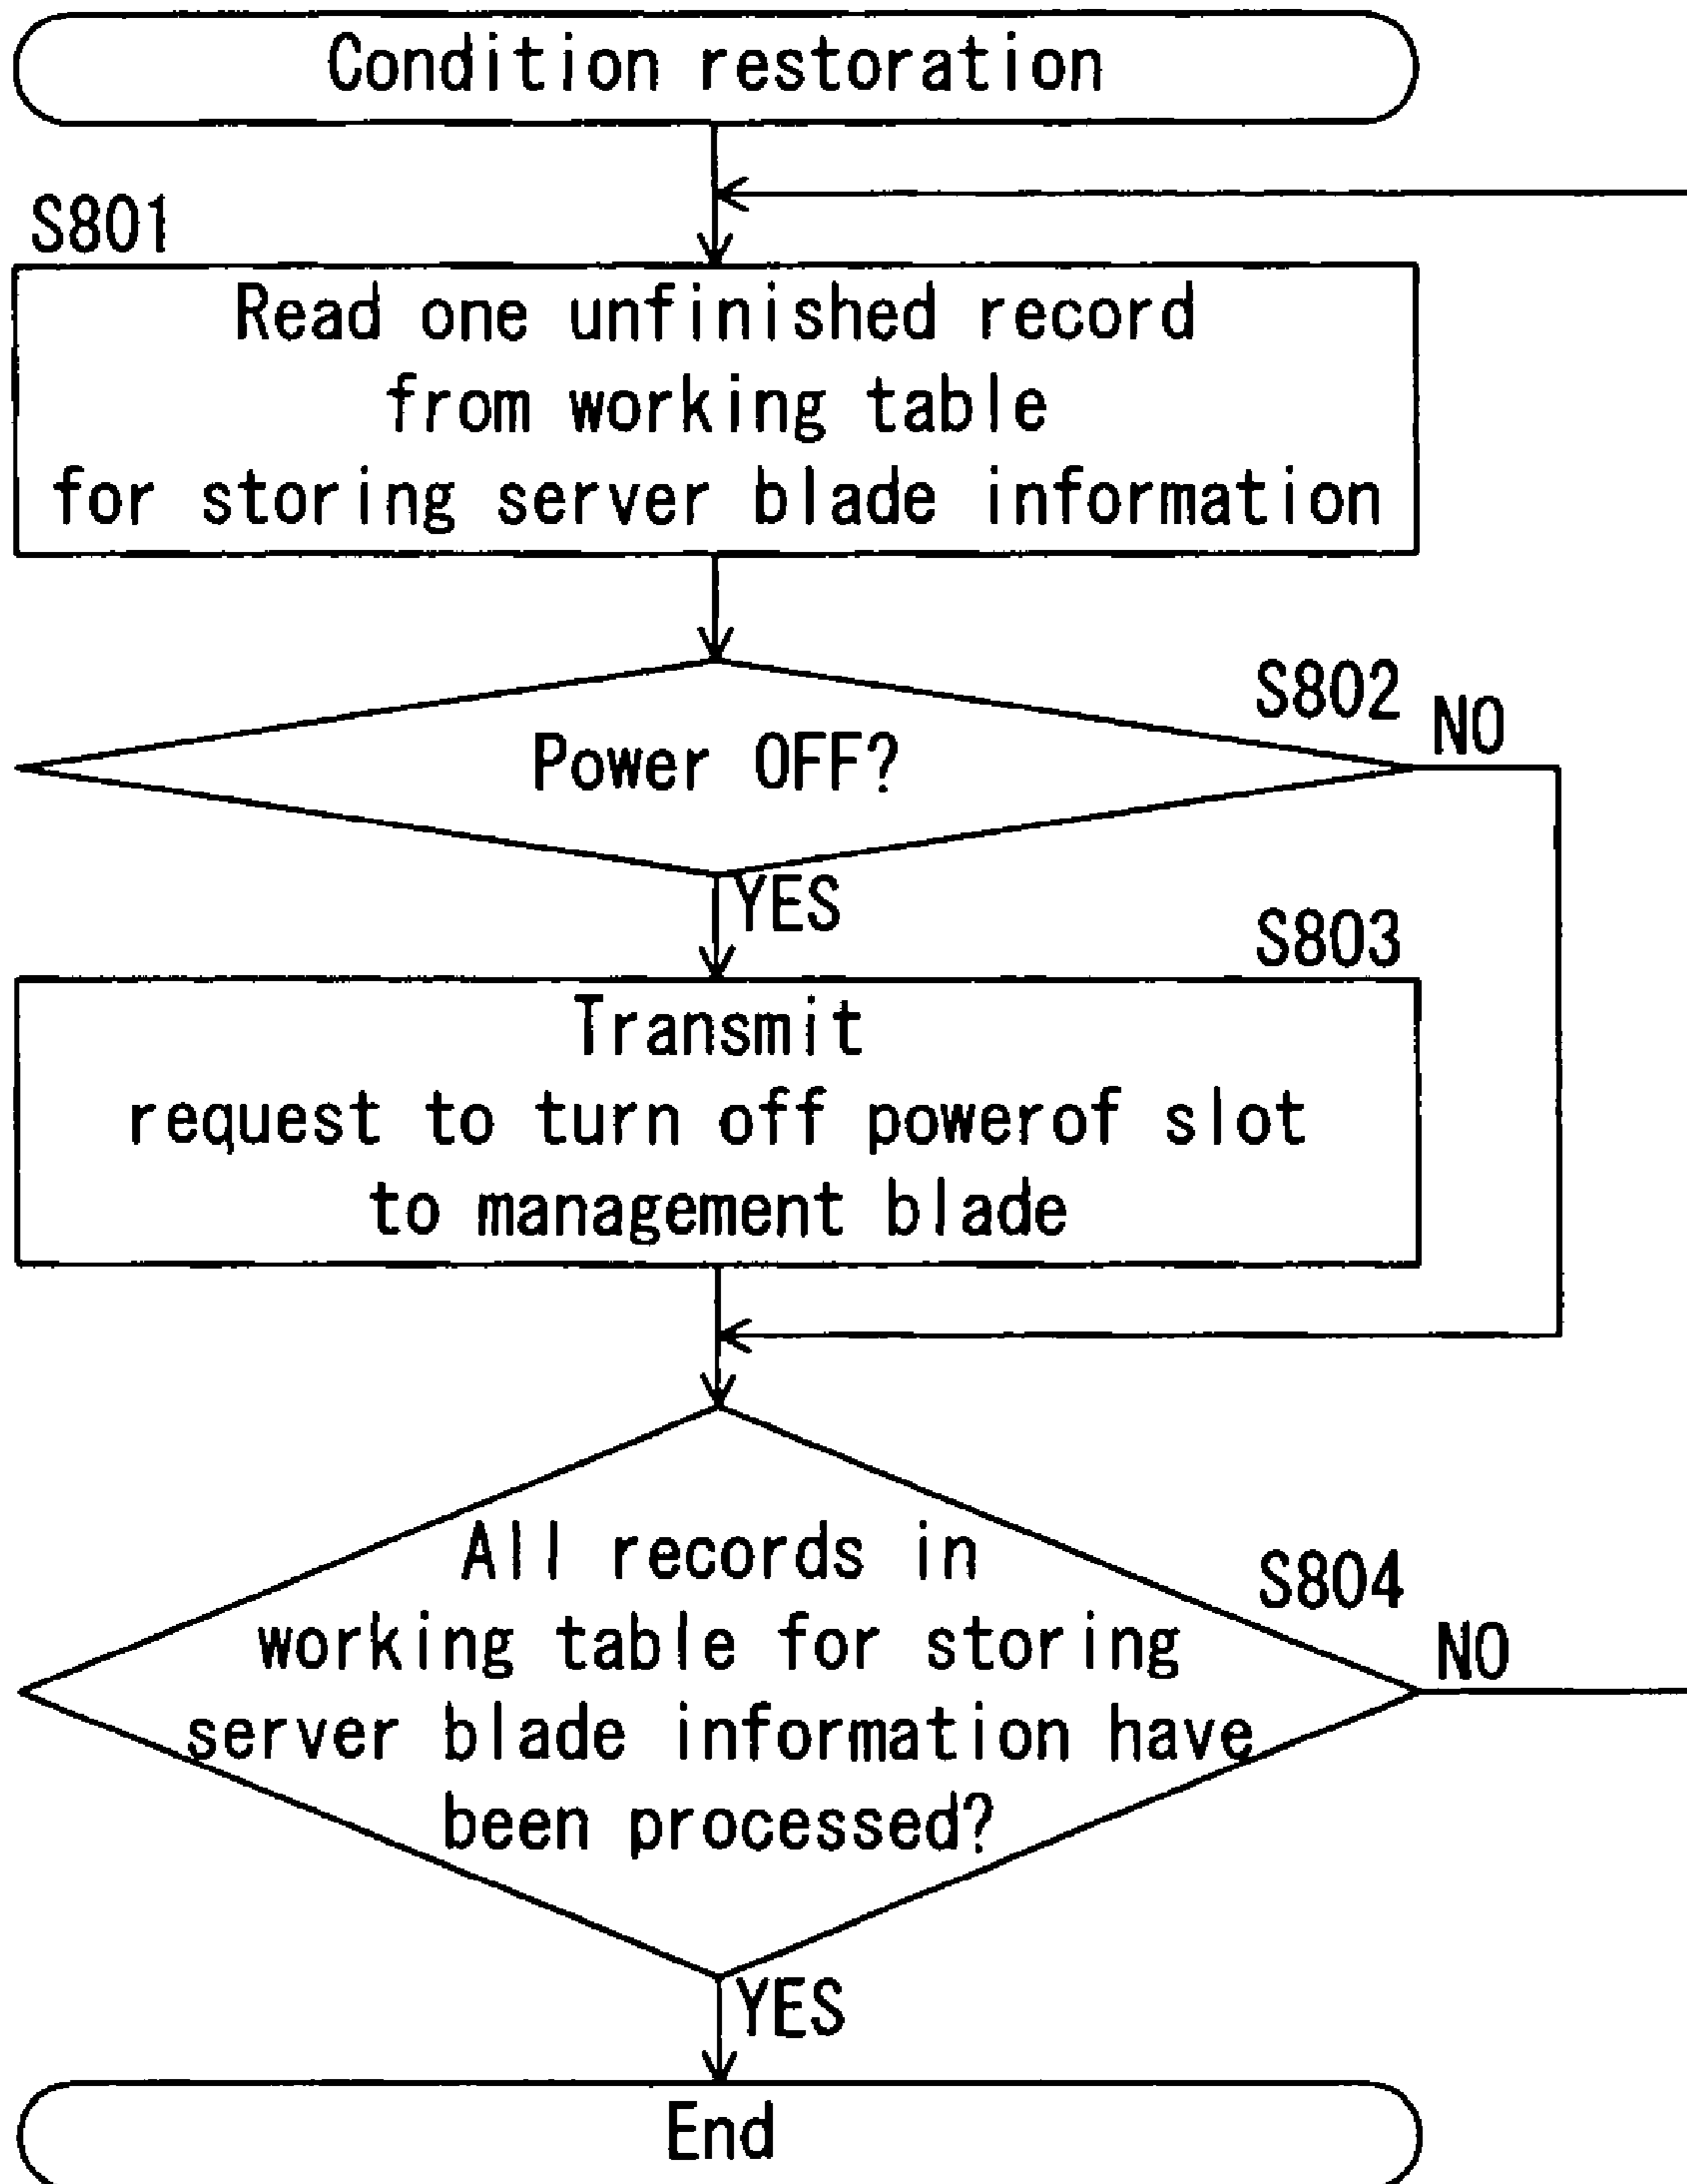 Condition restoration
S801
Read one unfinished record
from working table
for storing server blade information
S802
NO
Power OFF?
YES
S803
Transmit
request to turn off powerof slot
to management blade
All records in
S804
working table for storing
NO
server blade information have
been processed?
YES
End